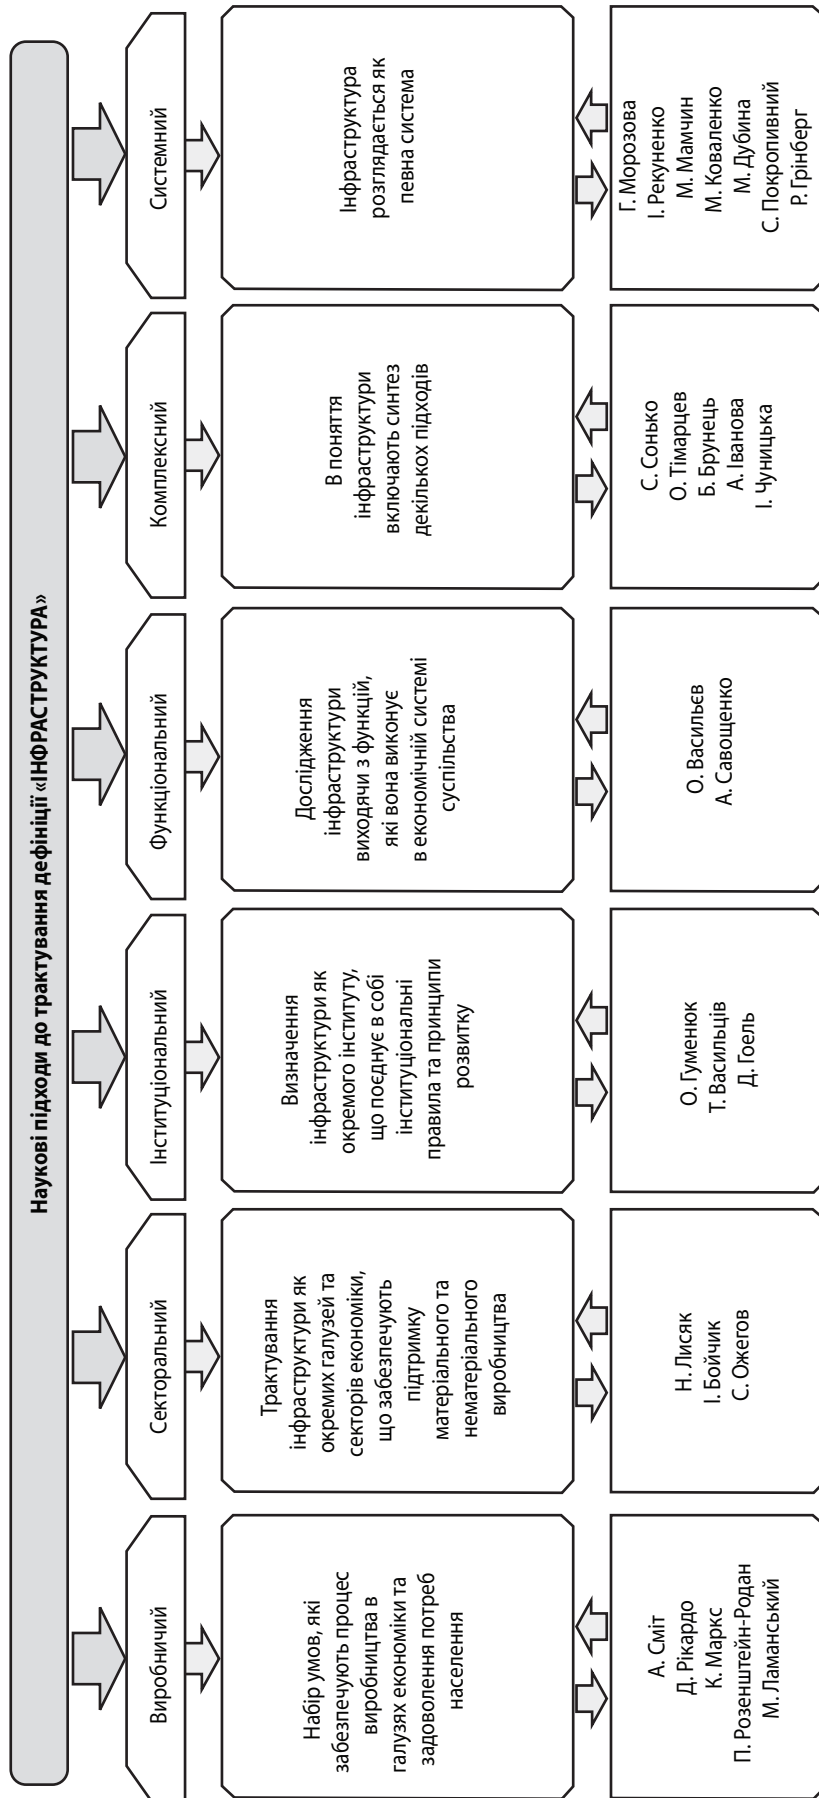 Наукові підходи до трактування дефініції «ІНФРАСТРУКТУРА»
Виробничий
Секторальний
Інституціональний
Функціональний
Комплексний
Системний
Набір умов, які
забезпечують процес
виробництва в
галузях економіки та
задоволення потреб
населення
Трактування
інфраструктури як
окремих галузей та
секторів економіки,
що забезпечують
підтримку
матеріального та
нематеріального
виробництва
Визначення
інфраструктури як
окремого інституту,
що поєднує в собі
інституціональні
правила та принципи
розвитку
Дослідження
інфраструктури
виходячи з функцій,
які вона виконує
в економічній системі
суспільства
В поняття
інфраструктури
включають синтез
декількох підходів
Інфраструктура
розглядається як
певна система
А. Сміт
Д. Рікардо
К. Маркс
П. Розенштейн-Родан
М. Ламанський
Н. Лисяк
І. Бойчик
С. Ожегов
О. Гуменюк
Т. Васильців
Д. Гоель
О. Васильєв
А. Савощенко
С. Сонько
О. Тімарцев
Б. Брунець
А. Іванова
І. Чуницька
Г. Морозова
І. Рекуненко
М. Мамчин
М. Коваленко
М. Дубина
С. Покропивний
Р. Грінберг